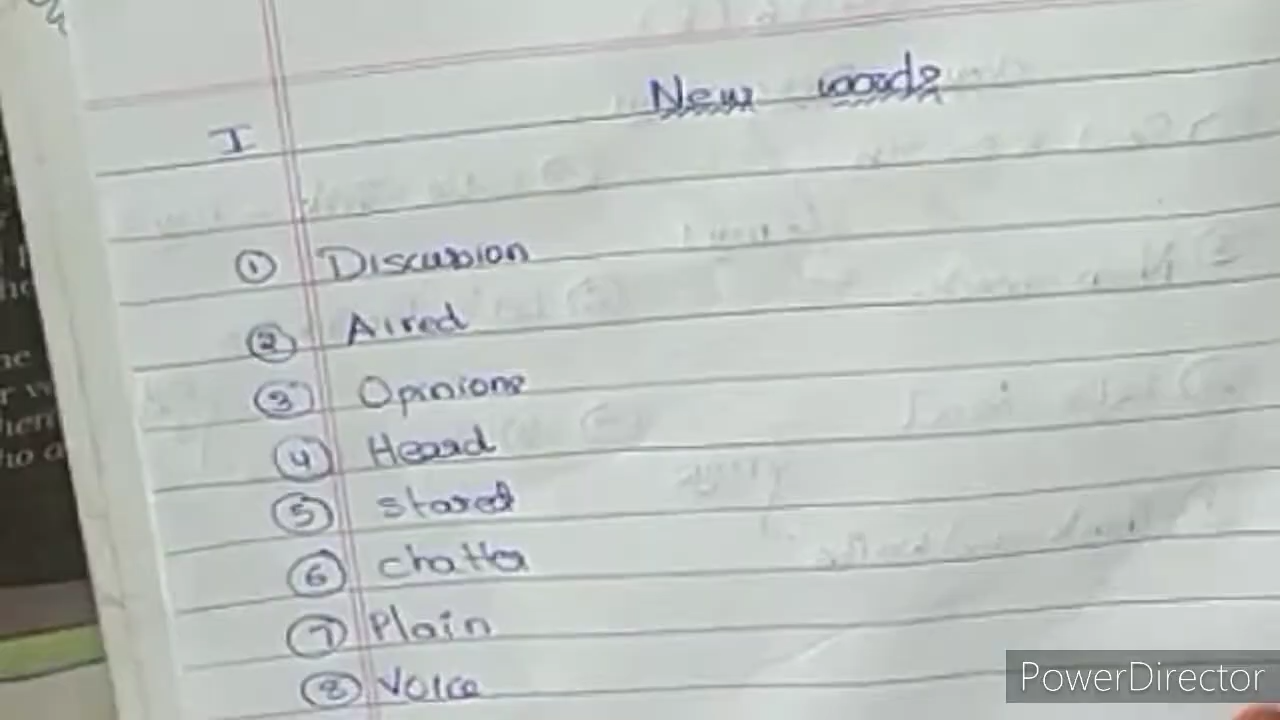 New words
I
① Discussion
② Aired
③ Opinions
④ Heard
⑤ stared
⑥ chatter
⑦ Plain
⑧ Voice
PowerDirector